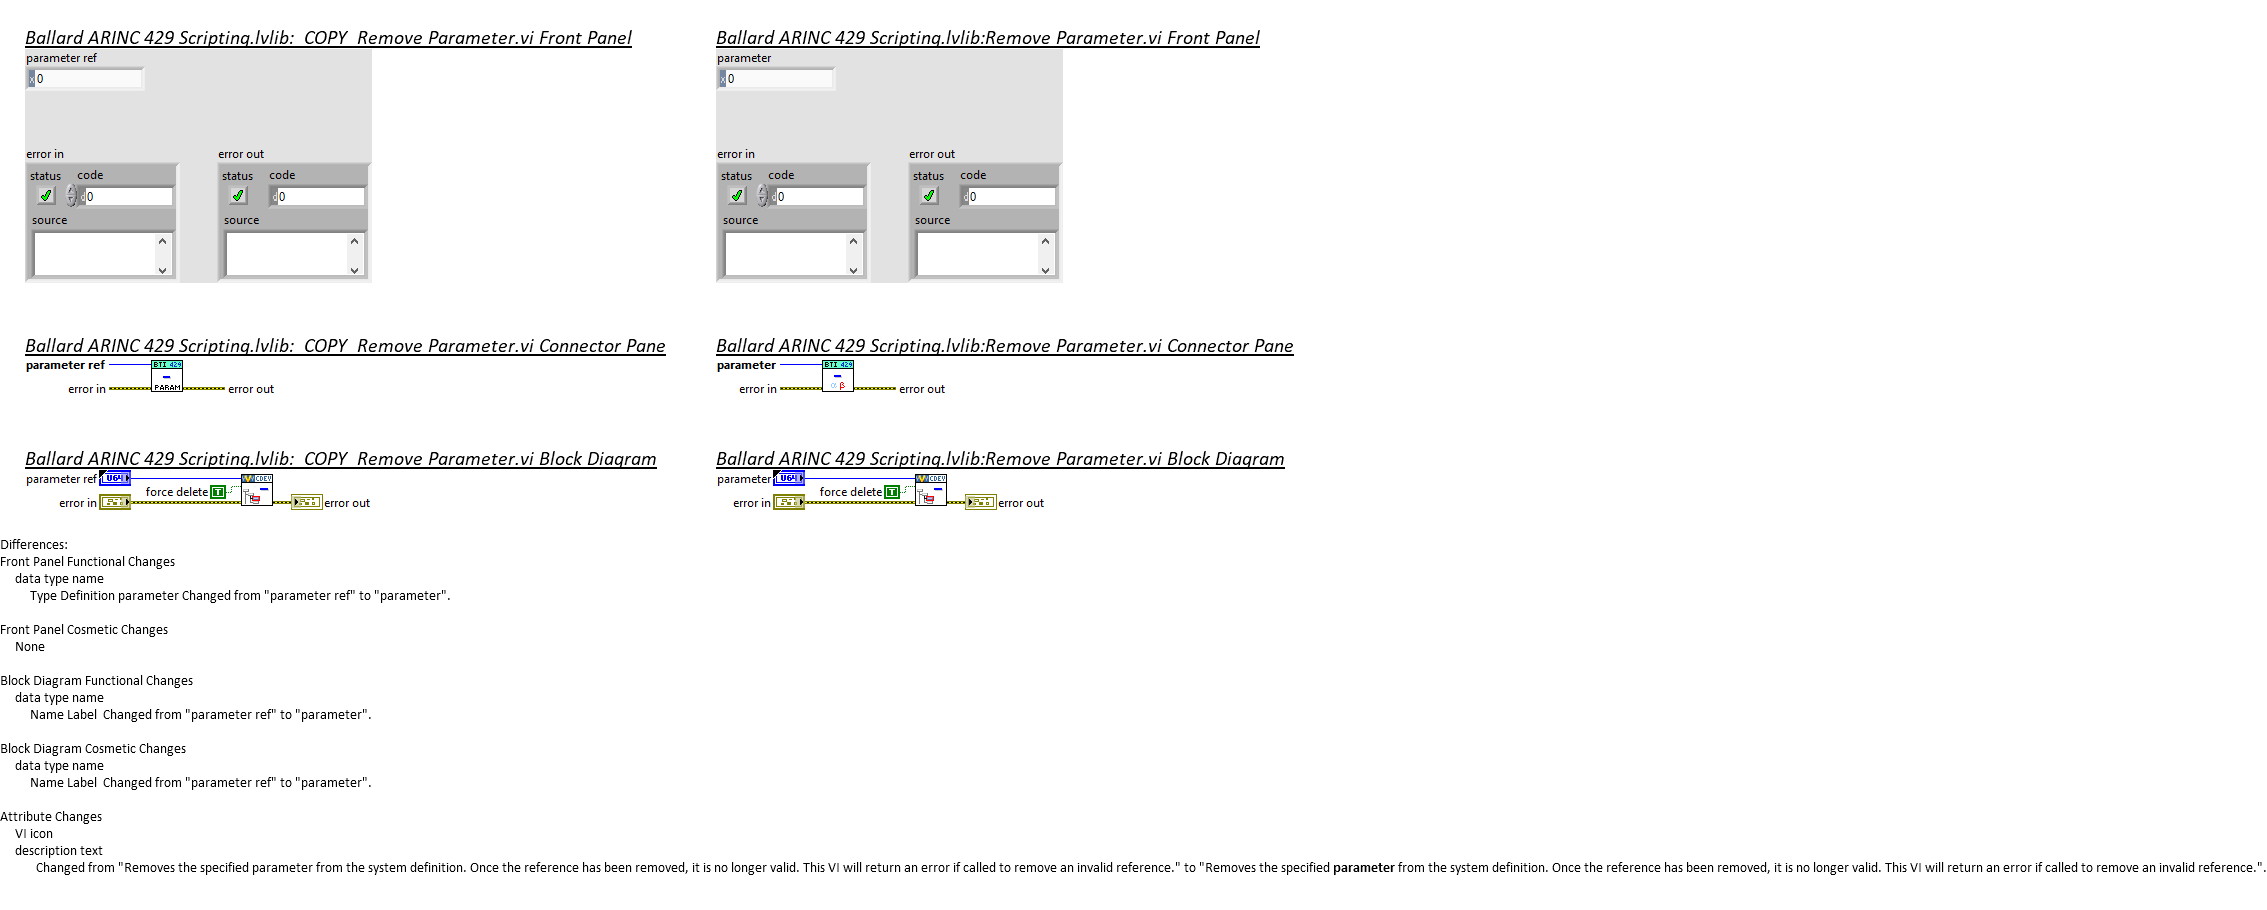 Ballard ARINC 429 Scripting.lvlib:  COPY  Remove Parameter.vi Front Panel
parameter ref
x 0
error in
error out
status code
d 0
source
status code
d 0
source
Ballard ARINC 429 Scripting.lvlib:Remove Parameter.vi Front Panel
parameter
x 0
error in
error out
status code
d 0
source
status code
d 0
source
Ballard ARINC 429 Scripting.lvlib:  COPY  Remove Parameter.vi Connector Pane
parameter ref
BTI 429
PARAM
error in
error out
Ballard ARINC 429 Scripting.lvlib:Remove Parameter.vi Connector Pane
parameter
BTI 429
α β
error in
error out
Ballard ARINC 429 Scripting.lvlib:  COPY  Remove Parameter.vi Block Diagram
parameter ref
U64
CDEV
force delete T
error in
error out
Ballard ARINC 429 Scripting.lvlib:Remove Parameter.vi Block Diagram
parameter
U64
CDEV
force delete T
error in
error out
Differences:
Front Panel Functional Changes
data type name
Type Definition parameter Changed from "parameter ref" to "parameter".
Front Panel Cosmetic Changes
None
Block Diagram Functional Changes
data type name
Name Label  Changed from "parameter ref" to "parameter".
Block Diagram Cosmetic Changes
data type name
Name Label  Changed from "parameter ref" to "parameter".
Attribute Changes
VI icon
description text
Changed from "Removes the specified parameter from the system definition. Once the reference has been removed, it is no longer valid. This VI will return an error if called to remove an invalid reference." to "Removes the specified parameter from the system definition. Once the reference has been removed, it is no longer valid. This VI will return an error if called to remove an invalid reference.".